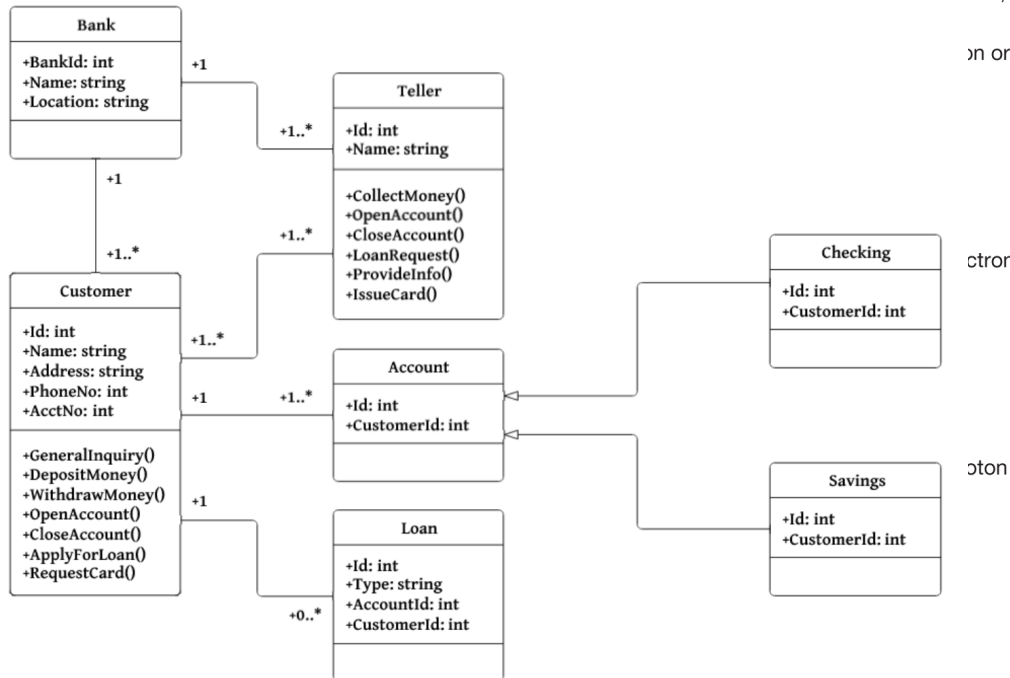 Bank
+BankId: int
+Name: string
+Location: string
+1
+1..*
Teller
+Id: int
+Name: string
+CollectMoney()
+OpenAccount()
+CloseAccount()
+LoanRequest()
+ProvideInfo()
+IssueCard()
+1
+1..*
Customer
+Id: int
+Name: string
+Address: string
+PhoneNo: int
+AcctNo: int
+GeneralInquiry()
+DepositMoney()
+WithdrawMoney()
+OpenAccount()
+CloseAccount()
+ApplyForLoan()
+RequestCard()
+1..*
+1..*
+1
+1..*
Account
+Id: int
+CustomerId: int
+1
+0..*
Loan
+Id: int
+Type: string
+AccountId: int
+CustomerId: int
Checking
+Id: int
+CustomerId: int
Savings
+Id: int
+CustomerId: int
or